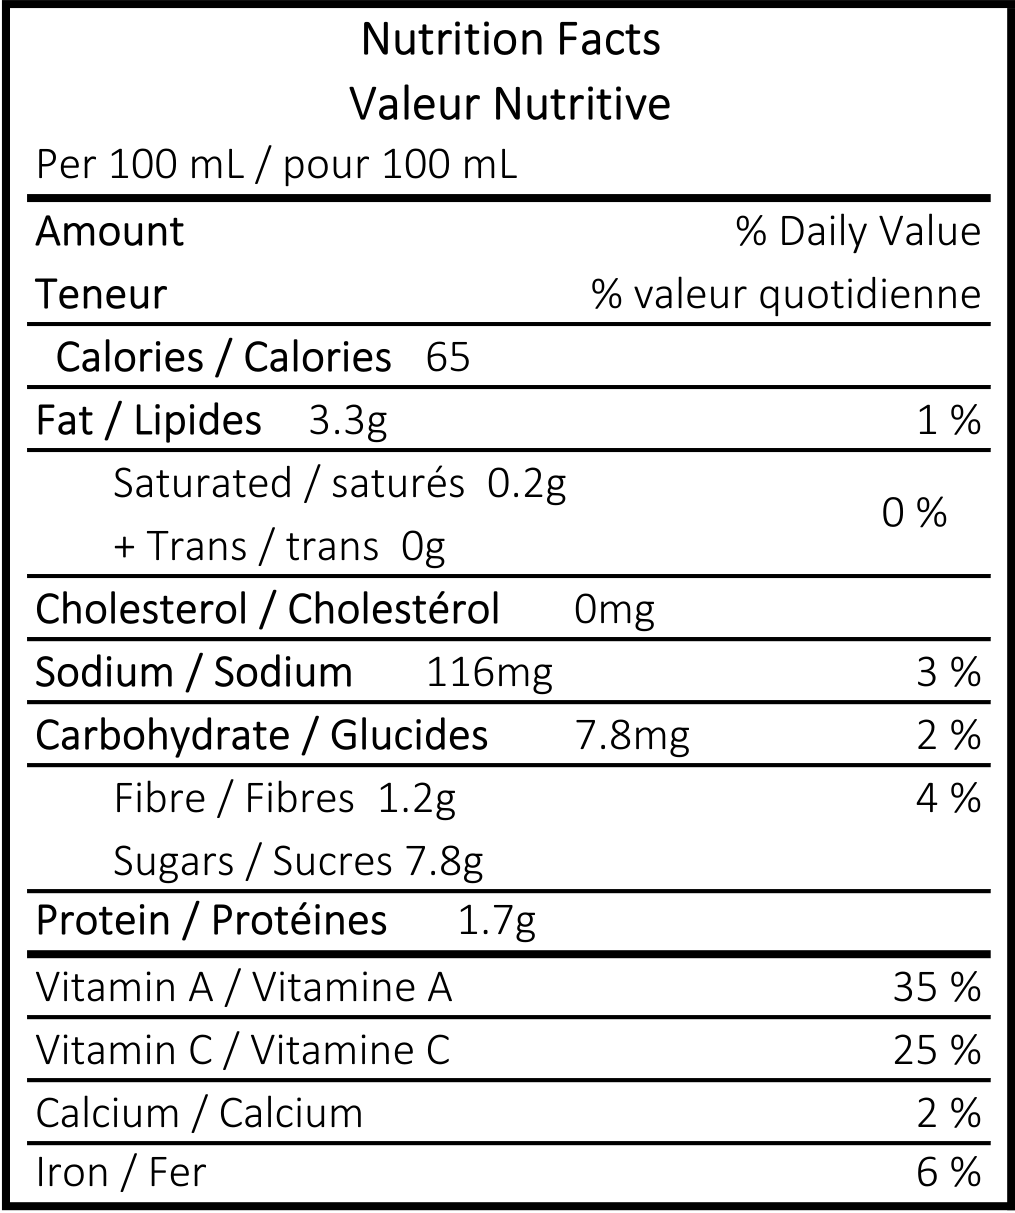 Nutrition Facts
Valeur Nutritive
Per 100 mL / pour 100 mL
Amount % Daily Value
Teneur % valeur quotidienne
Calories / Calories 65
Fat / Lipides 3.3g 1 %
Saturated / saturés 0.2g
0 %
+ Trans / trans 0g
Cholesterol / Cholestérol 0mg
Sodium / Sodium 116mg 3 %
Carbohydrate / Glucides 7.8mg 2 %
Fibre / Fibres 1.2g 4 %
Sugars / Sucres 7.8g
Protein / Protéines 1.7g
Vitamin A / Vitamine A 35 %
Vitamin C / Vitamine C 25 %
Calcium / Calcium 2 %
Iron / Fer 6 %